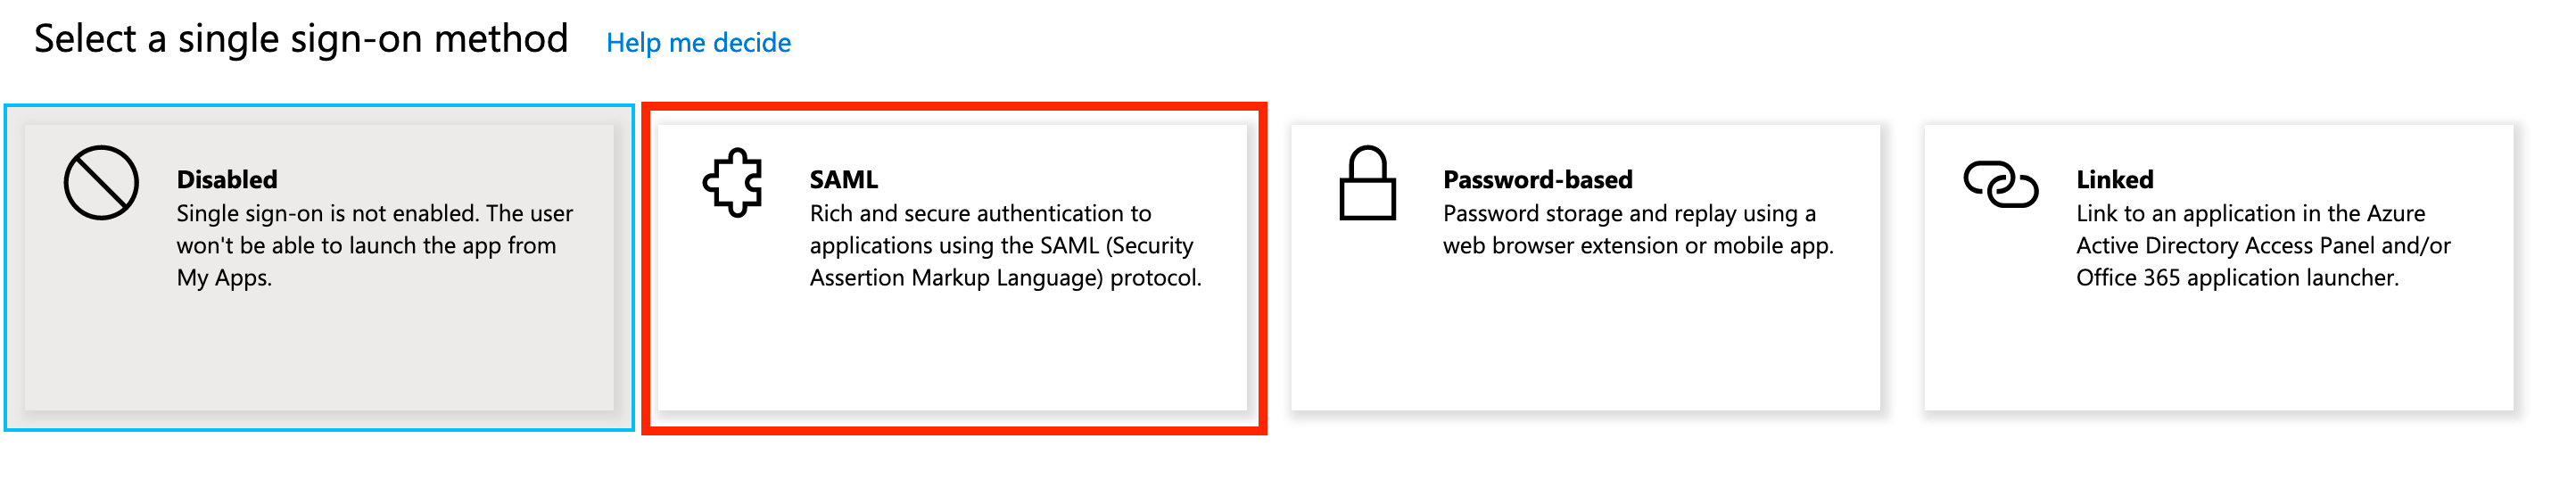 Select a single sign-on method Help me decide
Disabled
Single sign-on is not enabled. The user
won't be able to launch the app from
My Apps.
SAML
Rich and secure authentication to
applications using the SAML (Security
Assertion Markup Language) protocol.
Password-based
Password storage and replay using a
web browser extension or mobile app.
Linked
Link to an application in the Azure
Active Directory Access Panel and/or
Office 365 application launcher.